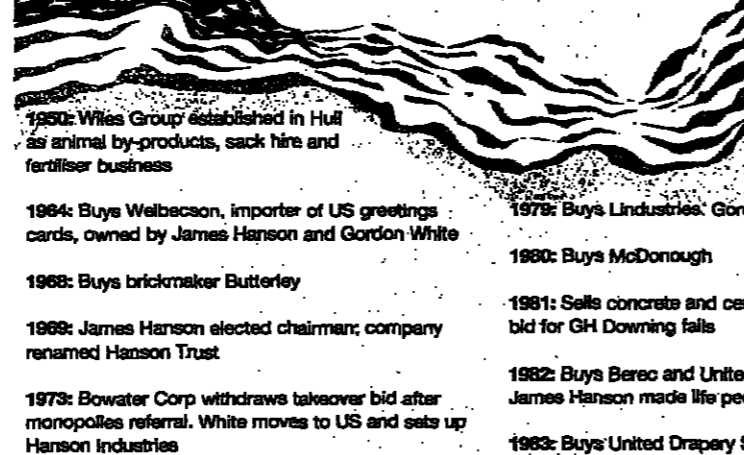 1950: Wiles Group established in Hull
as animal by-products, sack hire and
fertiliser business
1964: Buys Welbecson, importer of US greetings
cards, owned by James Hanson and Gordon White
1968: Buys brickmaker Butterley
1969: James Hanson elected chairman; company
renamed Hanson Trust
1973: Bowater Corp withdraws takeover bid after
monopolies referral. White moves to US and sets up
Hanson Industries
1979: Buys Lindustries. Gor
1980: Buys McDonough
1981: Sells concrete and ce
bid for GH Downing fails
1982: Buys Berec and Unite
James Hanson made life pe
1983: Buys United Drapery S